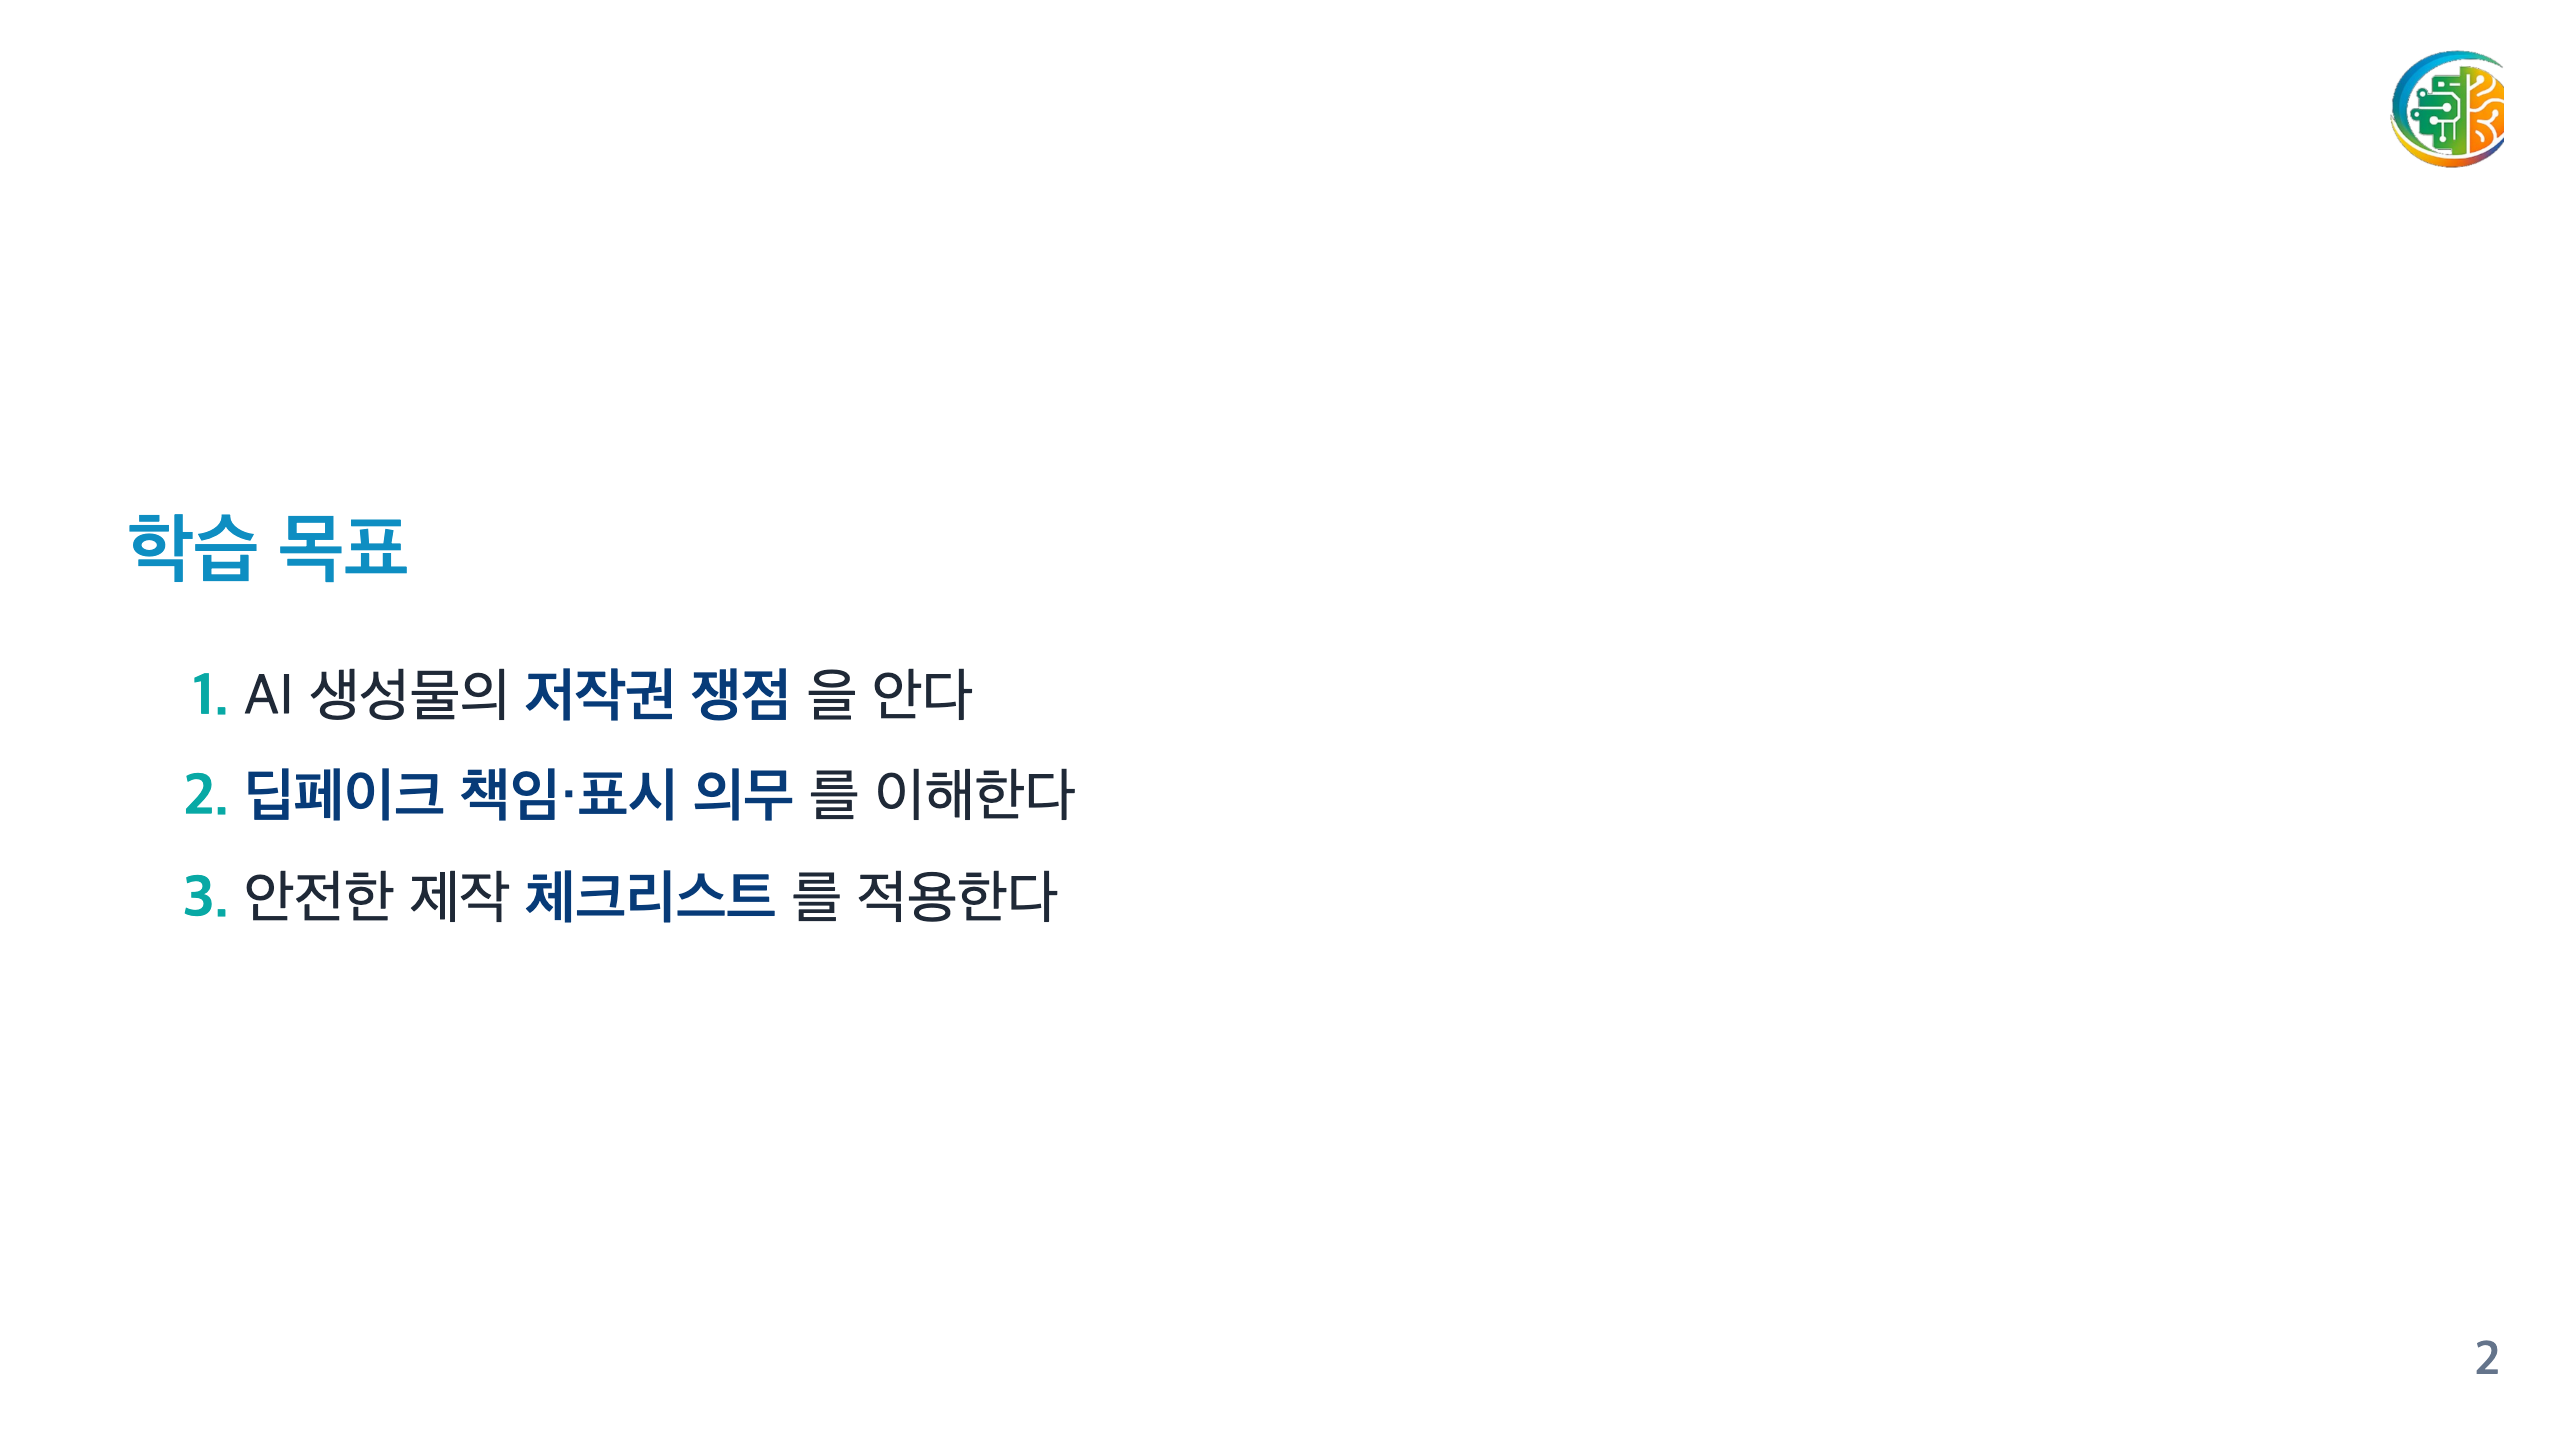 학습 목표
1. AI 생성물의 저작권 쟁점 을 안다
2. 딥페이크 책임·표시 의무 를 이해한다
3. 안전한 제작 체크리스트 를 적용한다
2